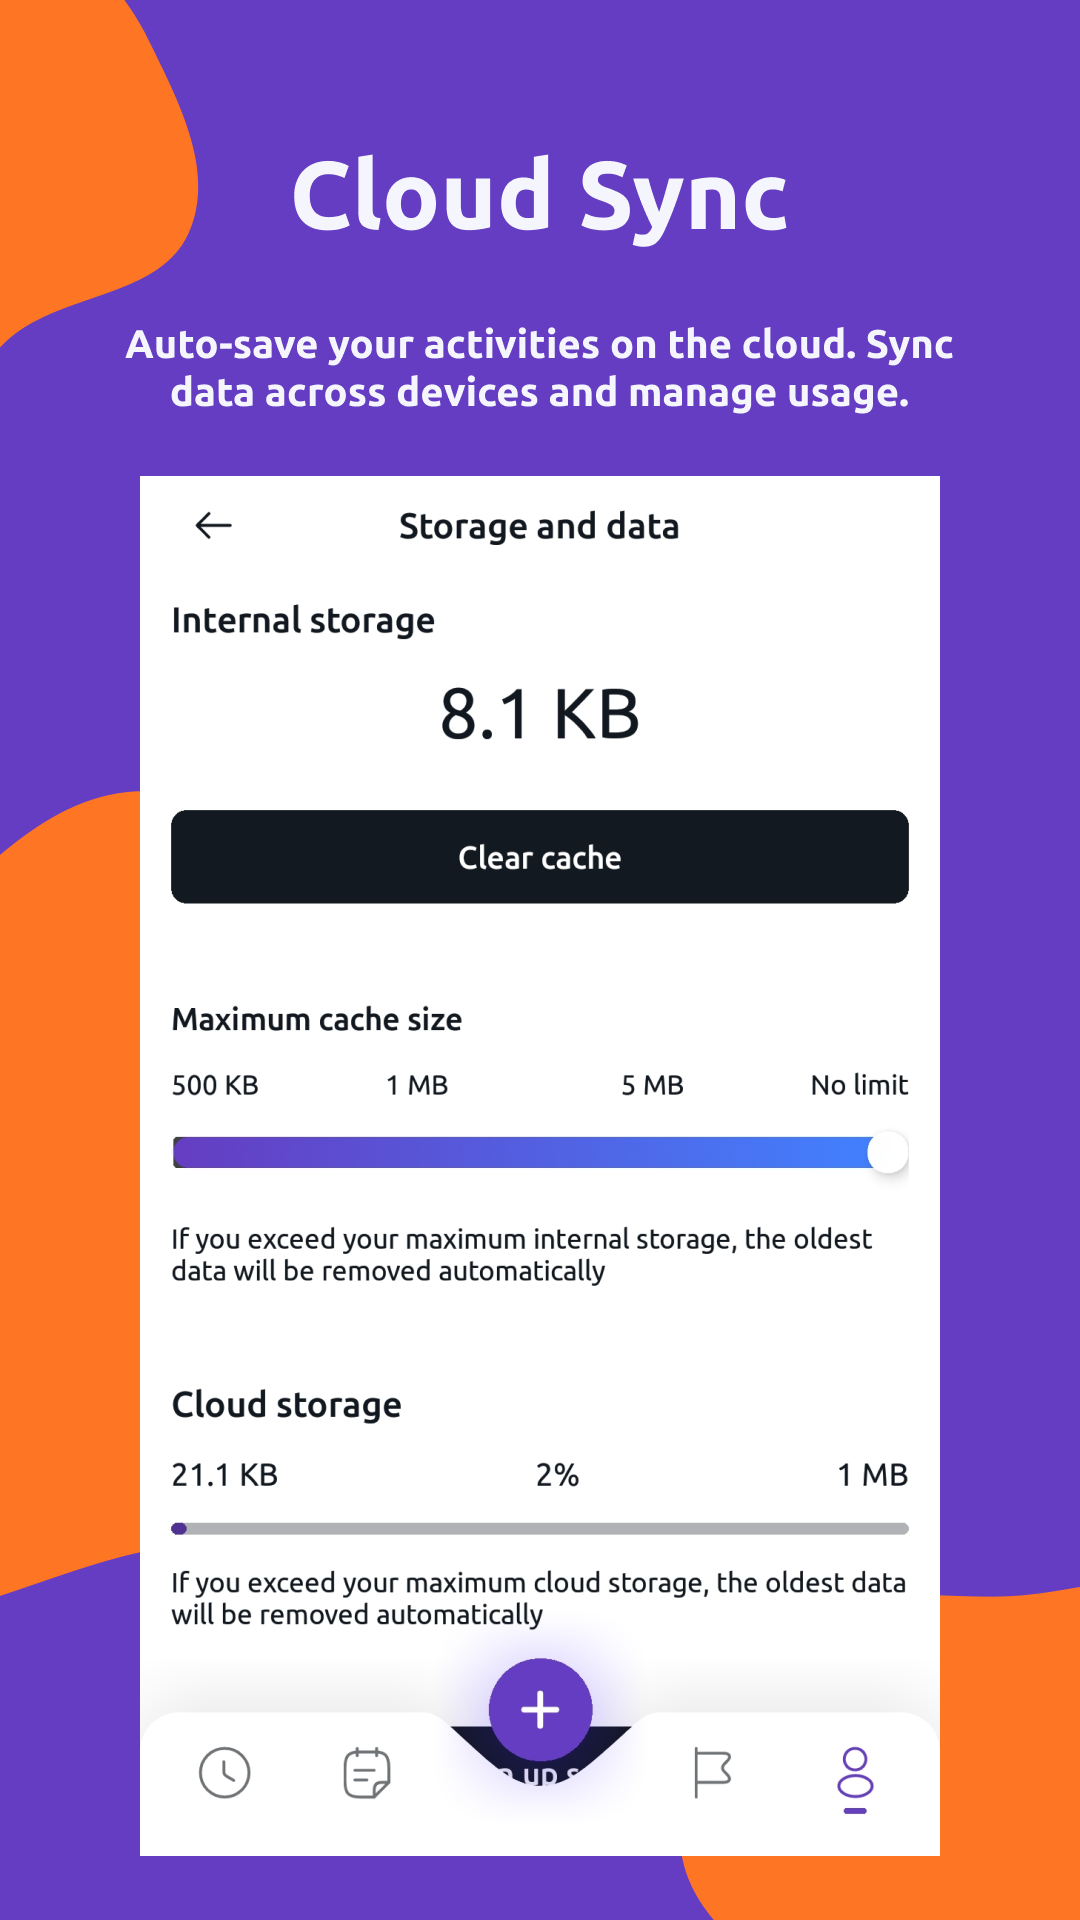 Cloud Sync
Auto-save your activities on the cloud. Sync
data across devices and manage usage.
Storage and data
Internal storage
8.1 KB
Clear cache
Maximum cache size
500 KB 1 MB 5 MB No limit
If you exceed your maximum internal storage, the oldest
data will be removed automatically
Cloud storage
21.1 KB 2% 1 MB
If you exceed your maximum cloud storage, the oldest data
will be removed automatically
up